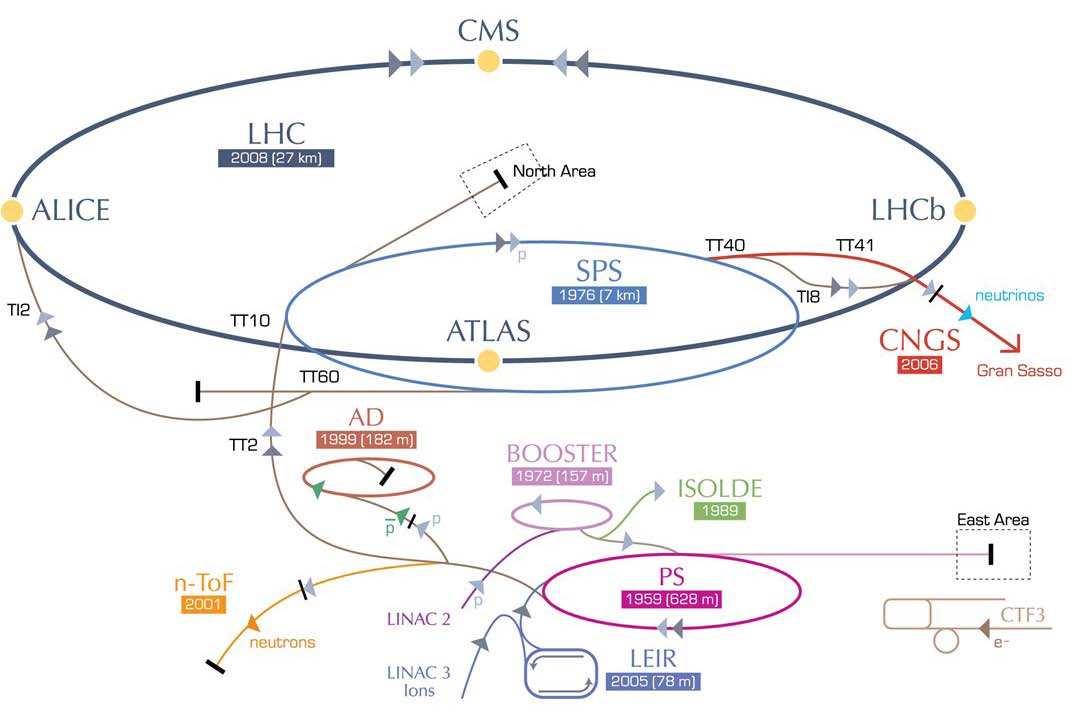 CMS
LHC
2008 (27 km)
North Area
ALICE
LHCb
p
TT40
TT41
SPS
1976 (7 km)
TI8
neutrinos
TI2
TT10
ATLAS
CNGS
2006
Gran Sasso
TT60
AD
1999 (182 m)
TT2
BOOSTER
1972 (157 m)
ISOLDE
1989
p̅
p
East Area
n-ToF
2001
PS
1959 (628 m)
p
LINAC 2
CTF3
e–
neutrons
LEIR
2005 (78 m)
LINAC 3
Ions